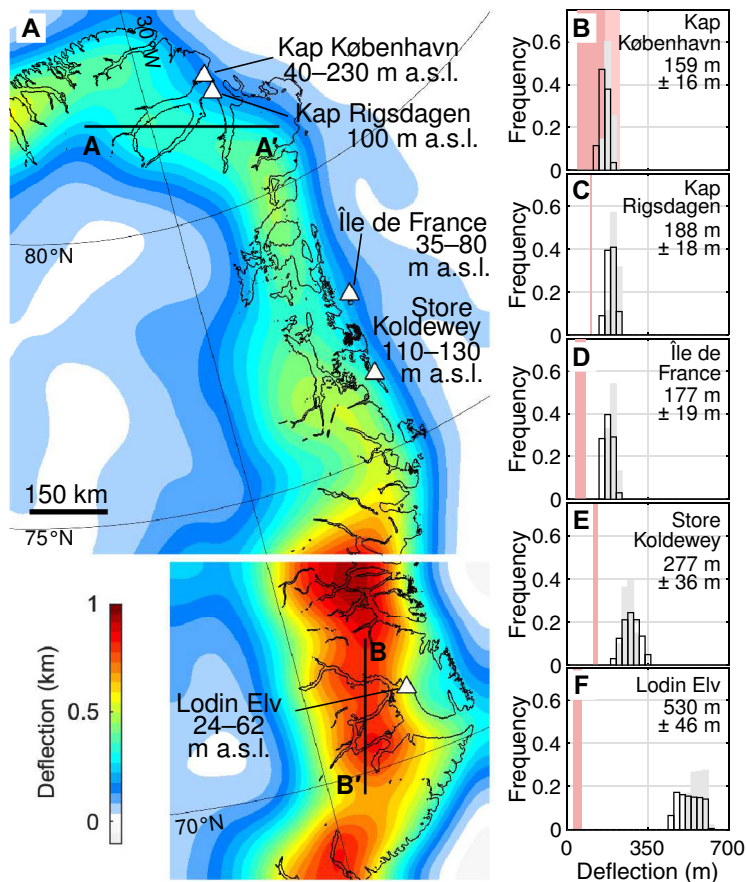 A
30°W
Kap København
40–230 m a.s.l.
Kap Rigsdagen
100 m a.s.l.
A
A′
80°N
Île de France
35–80
m a.s.l.
Store
Koldewey
110–130
m a.s.l.
150 km
75°N
Deflection (km)
1
0.5
0
B
Lodin Elv
24–62
m a.s.l.
B′
70°N
B
Kap
København
159 m
± 16 m
Frequency
0.6
0.4
0.2
0
C
Kap
Rigsdagen
188 m
± 18 m
Frequency
0.6
0.4
0.2
0
D
Île de
France
177 m
± 19 m
Frequency
0.6
0.4
0.2
0
E
Store
Koldewey
277 m
± 36 m
Frequency
0.6
0.4
0.2
0
F
Lodin Elv
530 m
± 46 m
Frequency
0.6
0.4
0.2
0
0 350 700
Deflection (m)